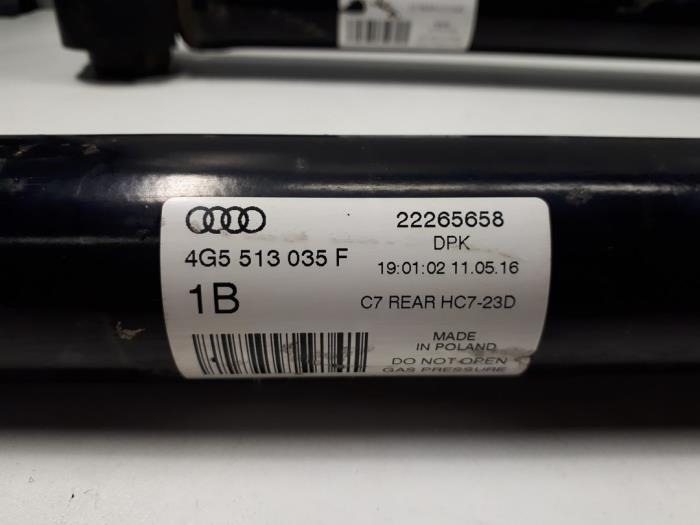 22265658
4G5 513 035 F
DPK
19:01:02 11.05.16
1B
C7 REAR HC7-23D
MADE
IN POLAND
DO NOT OPEN
GAS PRESSURE